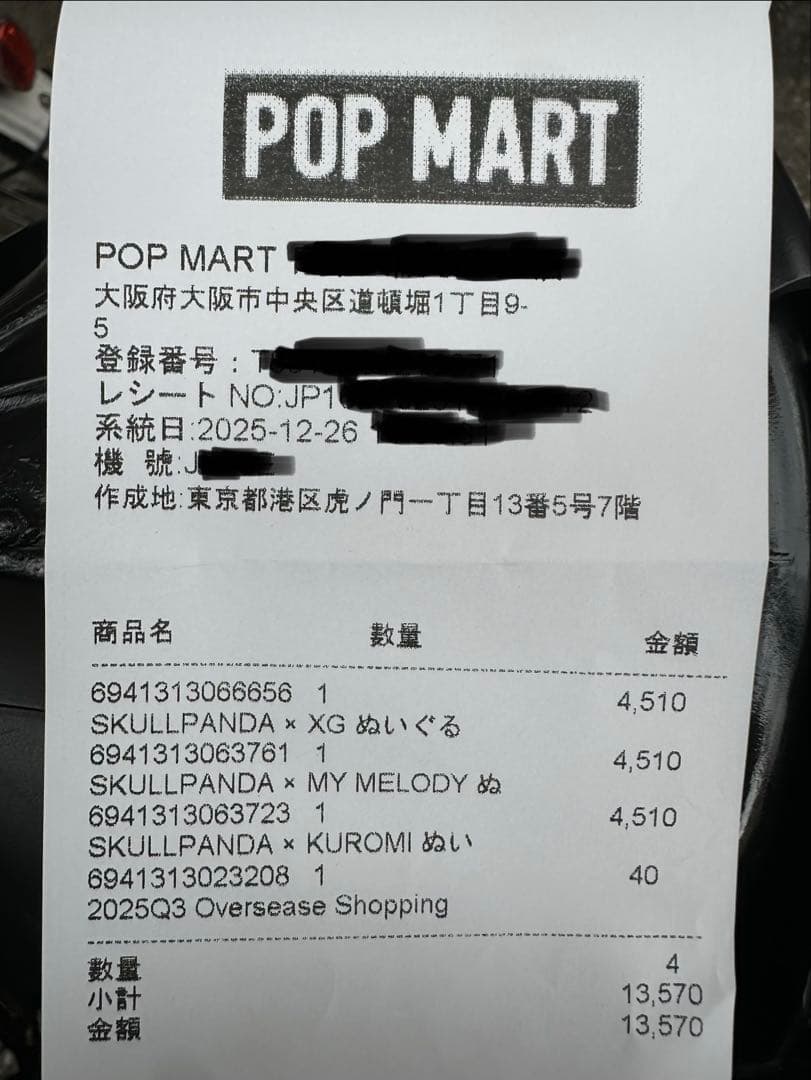 POP MART
POP MART
大阪府大阪市中央区道頓堀1丁目9-
5
登録番号：T
レシート NO:JP1
系統日:2025-12-26
機 號:J
作成地:東京都港区虎ノ門一丁目13番5号7階
商品名 數量 金額
6941313066656 1 4,510
SKULLPANDA × XG ぬいぐる
6941313063761 1 4,510
SKULLPANDA × MY MELODY ぬ
6941313063723 1 4,510
SKULLPANDA × KUROMI ぬい
6941313023208 1 40
2025Q3 Oversease Shopping
數量 4
小計 13,570
金額 13,570